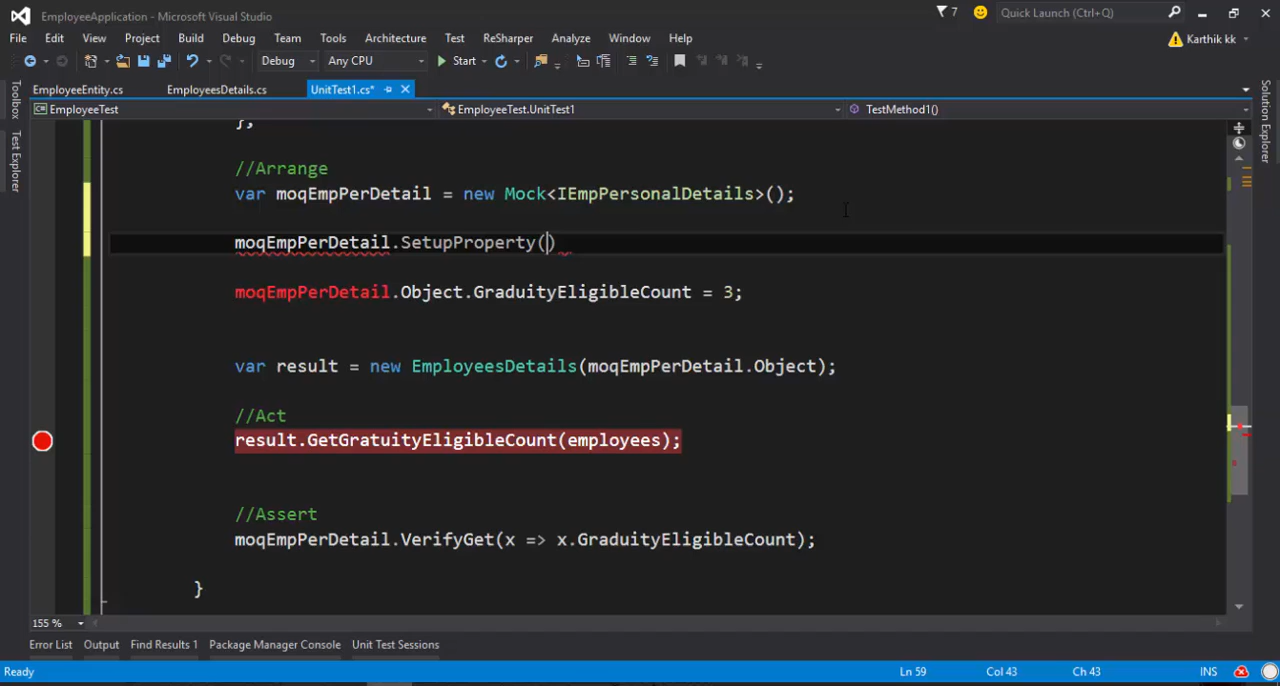 EmployeeApplication - Microsoft Visual Studio
7
Quick Launch (Ctrl+Q)
File Edit View Project Build Debug Team Tools Architecture Test ReSharper Analyze Window Help
Karthik kk
Debug Any CPU Start
EmployeeEntity.cs EmployeesDetails.cs UnitTest1.cs*
EmployeeTest EmployeeTest.UnitTest1 TestMethod1()
Toolbox
Test Explorer
Solution Explorer
};
//Arrange
var moqEmpPerDetail = new Mock<IEmpPersonalDetails>();
moqEmpPerDetail.SetupProperty()
moqEmpPerDetail.Object.GraduityEligibleCount = 3;
var result = new EmployeesDetails(moqEmpPerDetail.Object);
//Act
result.GetGratuityEligibleCount(employees);
//Assert
moqEmpPerDetail.VerifyGet(x => x.GraduityEligibleCount);
}
155 %
Error List Output Find Results 1 Package Manager Console Unit Test Sessions
Ready Ln 59 Col 43 Ch 43 INS